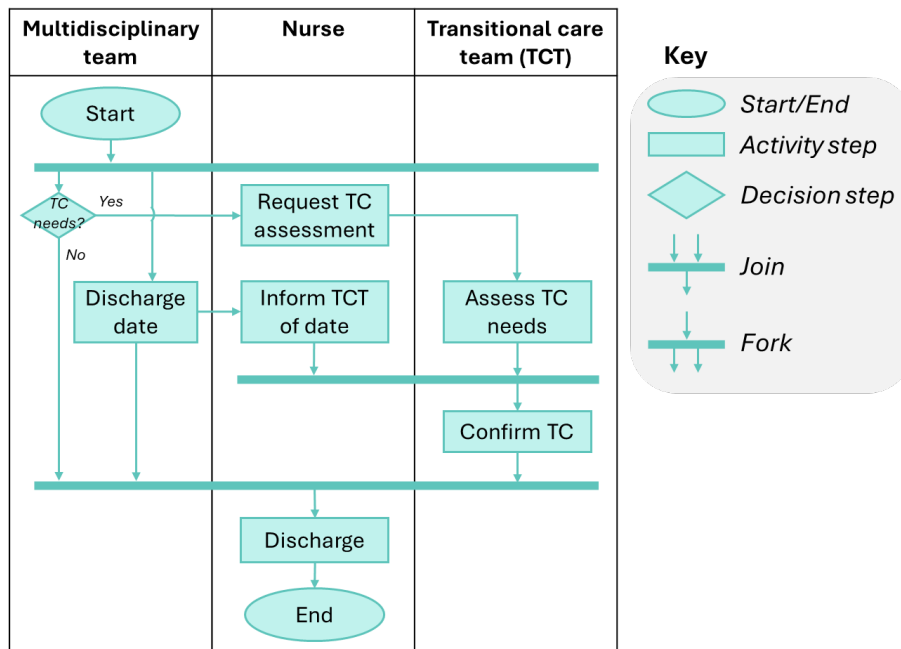 Multidisciplinary
team
Nurse
Transitional care
team (TCT)
Start
TC
needs?
Yes
No
Request TC
assessment
Discharge
date
Inform TCT
of date
Assess TC
needs
Confirm TC
Discharge
End
Key
Start/End
Activity step
Decision step
Join
Fork